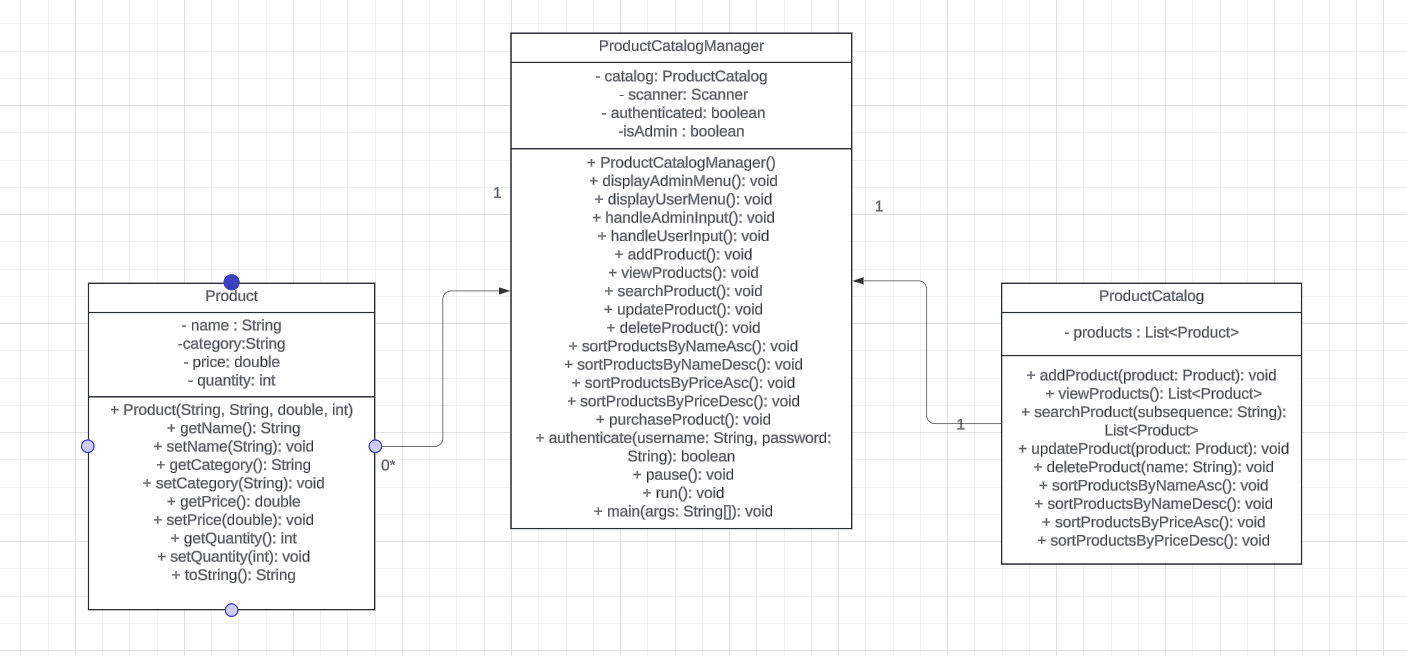 ProductCatalogManager
- catalog: ProductCatalog
- scanner: Scanner
- authenticated: boolean
-isAdmin : boolean
+ ProductCatalogManager()
+ displayAdminMenu(): void
+ displayUserMenu(): void
+ handleAdminInput(): void
+ handleUserInput(): void
+ addProduct(): void
+ viewProducts(): void
+ searchProduct(): void
+ updateProduct(): void
+ deleteProduct(): void
+ sortProductsByNameAsc(): void
+ sortProductsByNameDesc(): void
+ sortProductsByPriceAsc(): void
+ sortProductsByPriceDesc(): void
+ purchaseProduct(): void
+ authenticate(username: String, password:
String): boolean
+ pause(): void
+ run(): void
+ main(args: String[]): void
1
1
Product
- name : String
-category:String
- price: double
- quantity: int
+ Product(String, String, double, int)
+ getName(): String
+ setName(String): void
+ getCategory(): String
+ setCategory(String): void
+ getPrice(): double
+ setPrice(double): void
+ getQuantity(): int
+ setQuantity(int): void
+ toString(): String
0*
ProductCatalog
- products : List<Product>
+ addProduct(product: Product): void
+ viewProducts(): List<Product>
+ searchProduct(subsequence: String):
List<Product>
+ updateProduct(product: Product): void
+ deleteProduct(name: String): void
+ sortProductsByNameAsc(): void
+ sortProductsByNameDesc(): void
+ sortProductsByPriceAsc(): void
+ sortProductsByPriceDesc(): void
1